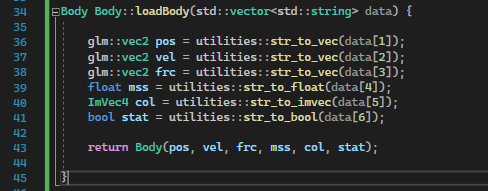 34 Body Body::loadBody(std::vector<std::string> data) {
35
36 glm::vec2 pos = utilities::str_to_vec(data[1]);
37 glm::vec2 vel = utilities::str_to_vec(data[2]);
38 glm::vec2 frc = utilities::str_to_vec(data[3]);
39 float mss = utilities::str_to_float(data[4]);
40 ImVec4 col = utilities::str_to_imvec(data[5]);
41 bool stat = utilities::str_to_bool(data[6]);
42
43 return Body(pos, vel, frc, mss, col, stat);
44
45 }